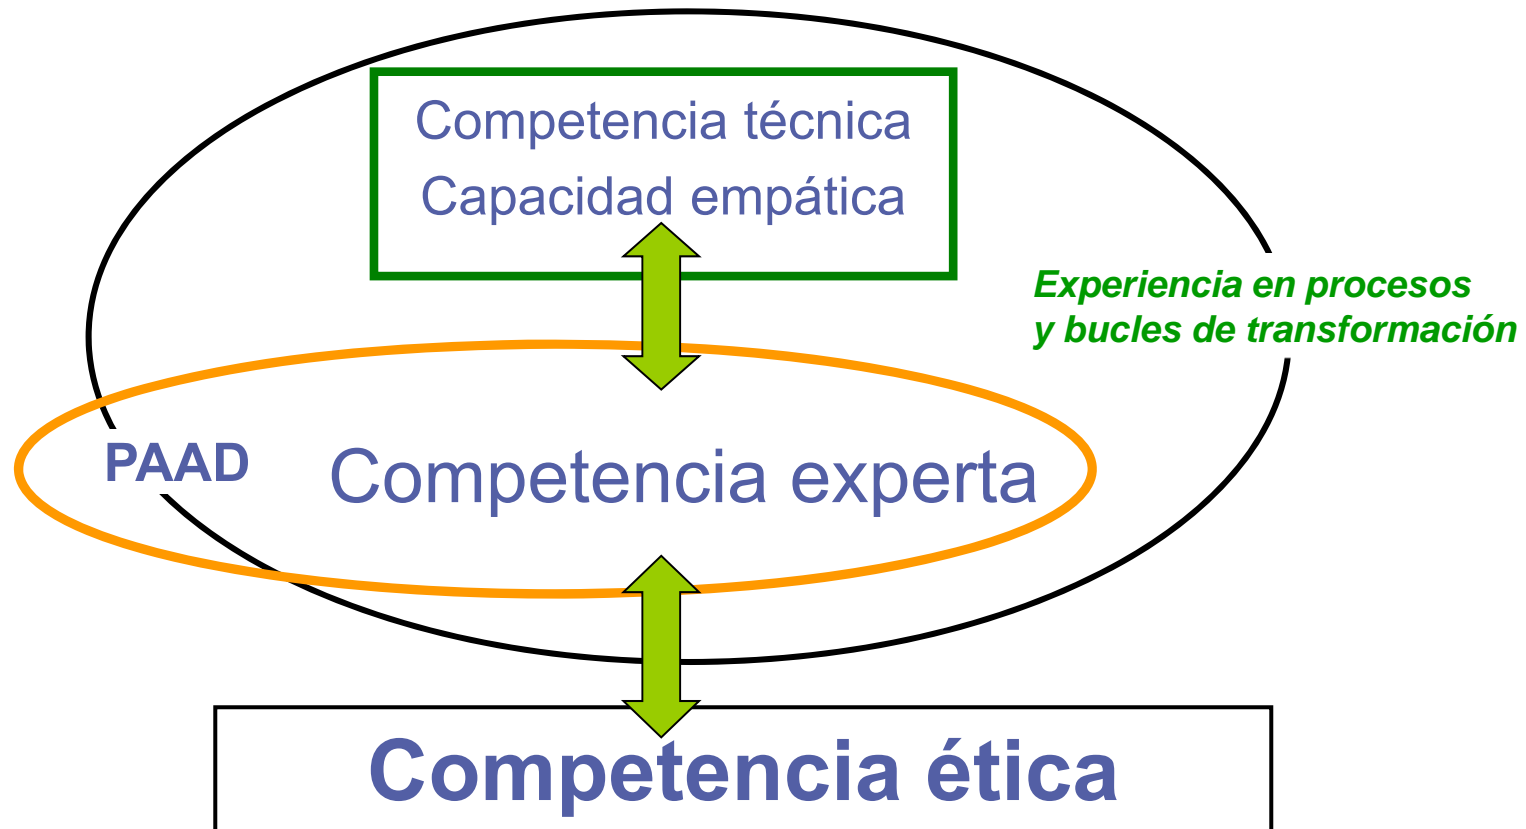 Competencia técnica
Capacidad empática
Experiencia en procesos
y bucles de transformación
PAAD
Competencia experta
Competencia ética